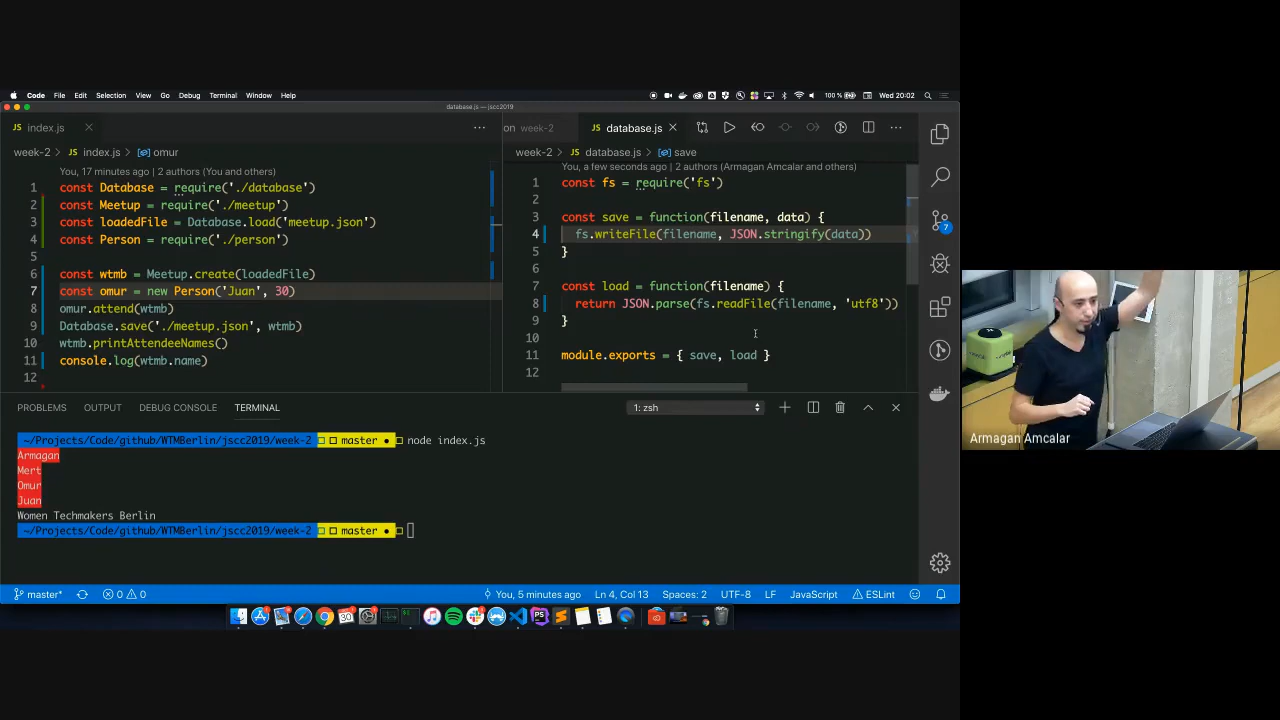 Code File Edit Selection View Go Debug Terminal Window Help 100 % Wed 20:02
database.js — jscc2019
JS index.js
week-2 > JS index.js > omur
You, 17 minutes ago | 2 authors (You and others)
1 const Database = require('./database')
2 const Meetup = require('./meetup')
3 const loadedFile = Database.load('meetup.json')
4 const Person = require('./person')
5
6 const wtmb = Meetup.create(loadedFile)
7 const omur = new Person('Juan', 30)
8 omur.attend(wtmb)
9 Database.save('./meetup.json', wtmb)
10 wtmb.printAttendeeNames()
11 console.log(wtmb.name)
12
on week-2 JS database.js
week-2 > JS database.js > save
You, a few seconds ago | 2 authors (Armagan Amcalar and others)
1 const fs = require('fs')
2
3 const save = function(filename, data) {
4 fs.writeFile(filename, JSON.stringify(data))
5 }
6
7 const load = function(filename) {
8 return JSON.parse(fs.readFile(filename, 'utf8'))
9 }
10
11 module.exports = { save, load }
12
7
PROBLEMS OUTPUT DEBUG CONSOLE TERMINAL 1: zsh
~/Projects/Code/github/WTMBerlin/jscc2019/week-2 master ● node index.js
Armagan
Mert
Omur
Juan
Women Techmakers Berlin
~/Projects/Code/github/WTMBerlin/jscc2019/week-2 master ●
master* 0 0 You, 5 minutes ago Ln 4, Col 13 Spaces: 2 UTF-8 LF JavaScript ESLint
Armagan Amcalar